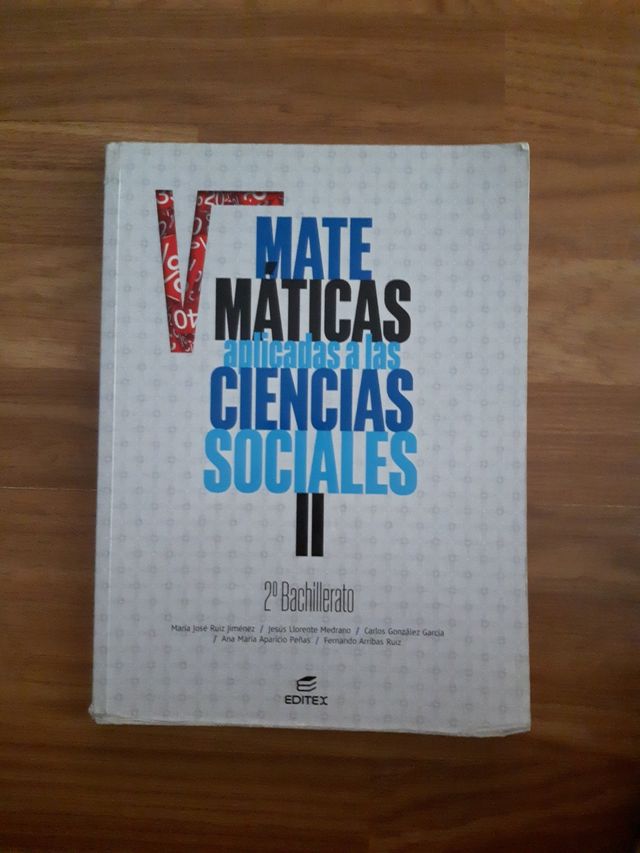 MATE
MÁTICAS
aplicadas a las
CIENCIAS
SOCIALES
II
2º Bachillerato
María José Ruiz Jiménez / Jesús Llorente Medrano / Carlos González García
/ Ana María Aparicio Peñas / Fernando Arribas Ruiz
EDITEX